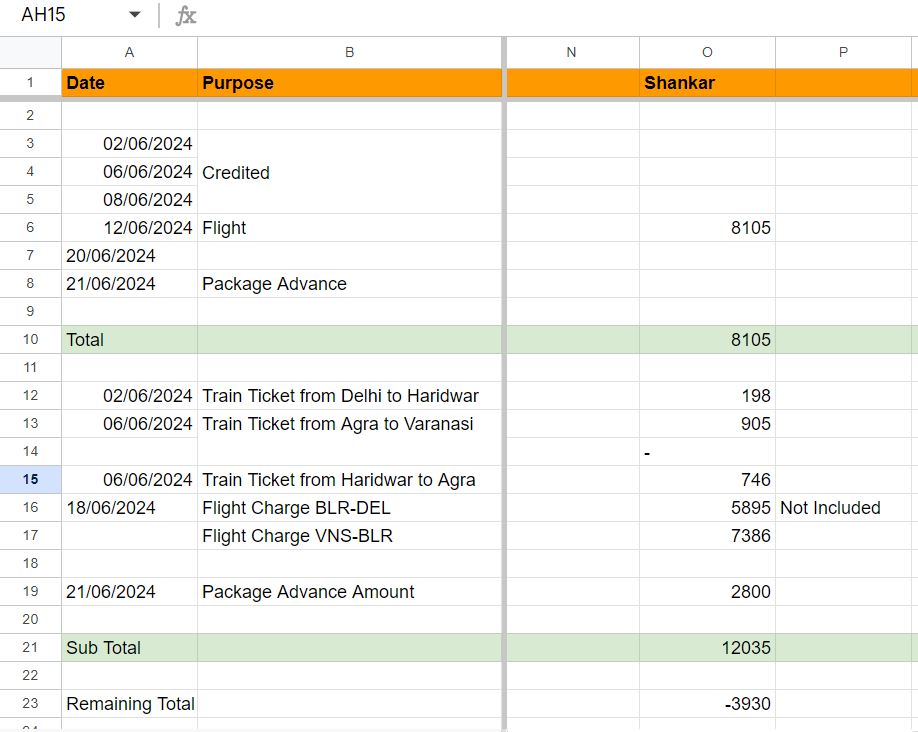 AH15 fx
A B N O P
1 Date Purpose Shankar
2
3 02/06/2024
4 06/06/2024 Credited
5 08/06/2024
6 12/06/2024 Flight 8105
7 20/06/2024
8 21/06/2024 Package Advance
9
10 Total 8105
11
12 02/06/2024 Train Ticket from Delhi to Haridwar 198
13 06/06/2024 Train Ticket from Agra to Varanasi 905
14 -
15 06/06/2024 Train Ticket from Haridwar to Agra 746
16 18/06/2024 Flight Charge BLR-DEL 5895 Not Included
17 Flight Charge VNS-BLR 7386
18
19 21/06/2024 Package Advance Amount 2800
20
21 Sub Total 12035
22
23 Remaining Total -3930